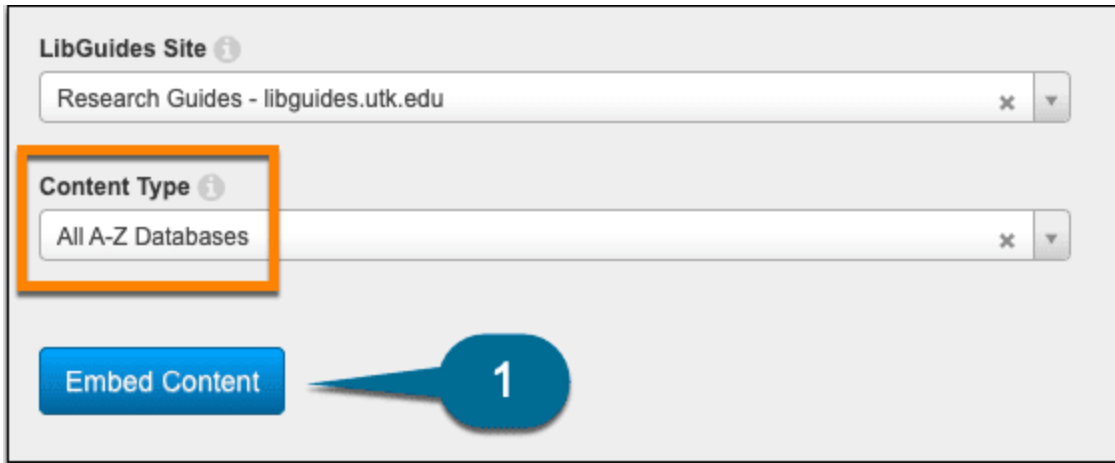 LibGuides Site
Research Guides - libguides.utk.edu
Content Type
All A-Z Databases
Embed Content
1